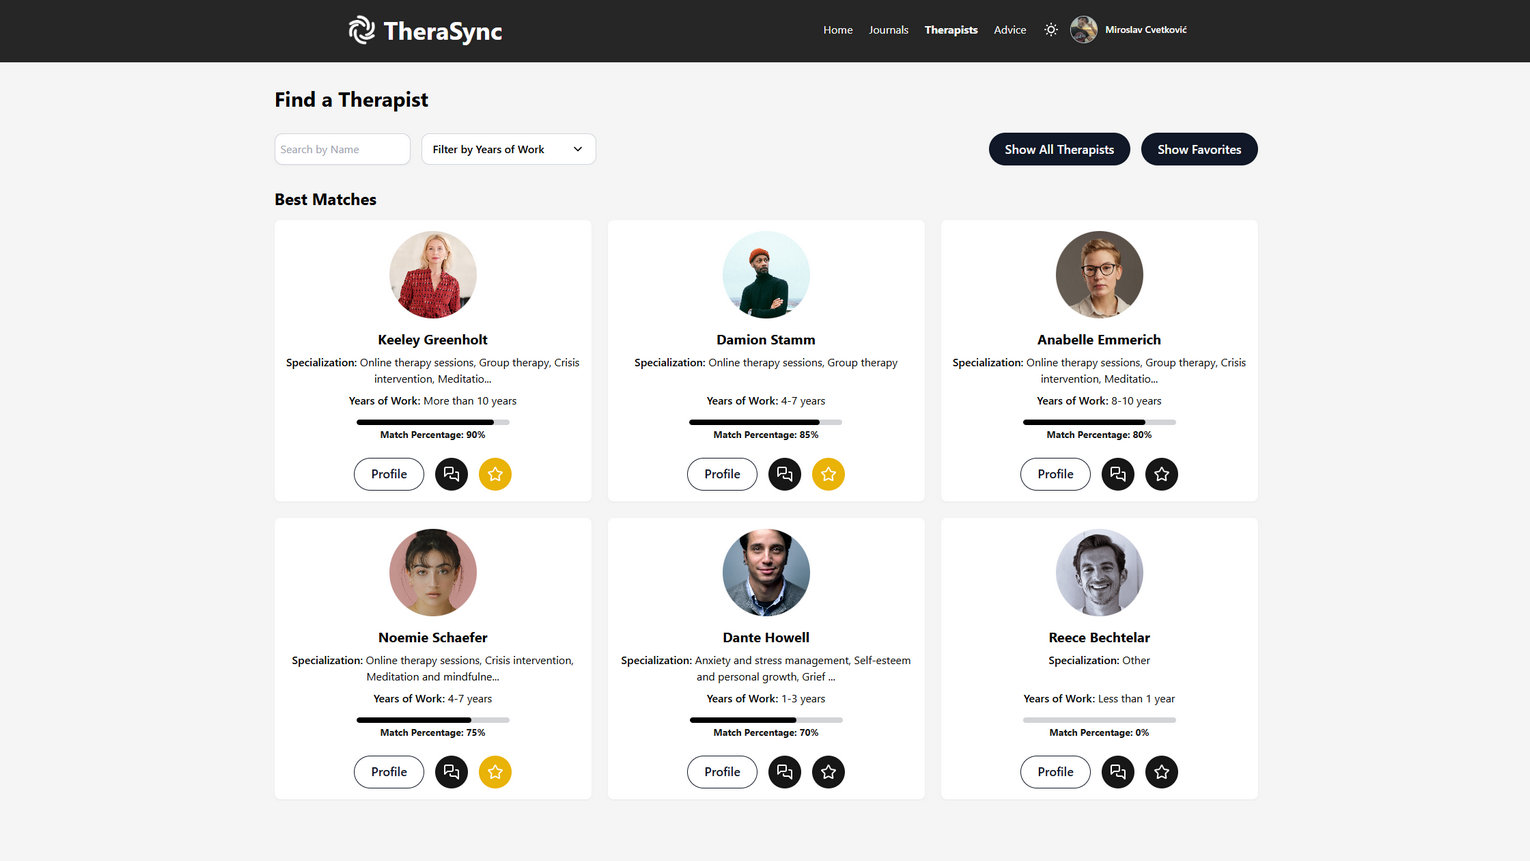 TheraSync
Home Journals Therapists Advice Miroslav Cvetković
Find a Therapist
Search by Name
Filter by Years of Work
Show All Therapists
Show Favorites
Best Matches
Keeley Greenholt
Specialization: Online therapy sessions, Group therapy, Crisis
intervention, Meditatio...
Years of Work: More than 10 years
Match Percentage: 90%
Profile
Damion Stamm
Specialization: Online therapy sessions, Group therapy
Years of Work: 4-7 years
Match Percentage: 85%
Profile
Anabelle Emmerich
Specialization: Online therapy sessions, Group therapy, Crisis
intervention, Meditatio...
Years of Work: 8-10 years
Match Percentage: 80%
Profile
Noemie Schaefer
Specialization: Online therapy sessions, Crisis intervention,
Meditation and mindfulne...
Years of Work: 4-7 years
Match Percentage: 75%
Profile
Dante Howell
Specialization: Anxiety and stress management, Self-esteem
and personal growth, Grief ...
Years of Work: 1-3 years
Match Percentage: 70%
Profile
Reece Bechtelar
Specialization: Other
Years of Work: Less than 1 year
Match Percentage: 0%
Profile